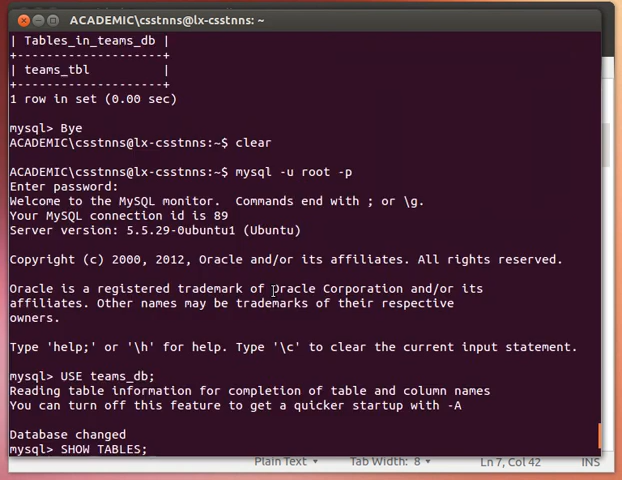 ACADEMIC\csstnns@lx-csstnns: ~
| Tables_in_teams_db |
+--------------------+
| teams_tbl          |
+--------------------+
1 row in set (0.00 sec)
mysql> Bye
ACADEMIC\csstnns@lx-csstnns:~$ clear
ACADEMIC\csstnns@lx-csstnns:~$ mysql -u root -p
Enter password:
Welcome to the MySQL monitor.  Commands end with ; or \g.
Your MySQL connection id is 89
Server version: 5.5.29-0ubuntu1 (Ubuntu)
Copyright (c) 2000, 2012, Oracle and/or its affiliates. All rights reserved.
Oracle is a registered trademark of Oracle Corporation and/or its
affiliates. Other names may be trademarks of their respective
owners.
Type 'help;' or '\h' for help. Type '\c' to clear the current input statement.
mysql> USE teams_db;
Reading table information for completion of table and column names
You can turn off this feature to get a quicker startup with -A
Database changed
mysql> SHOW TABLES;
Plain Text Tab Width: 8 Ln 7, Col 42 INS